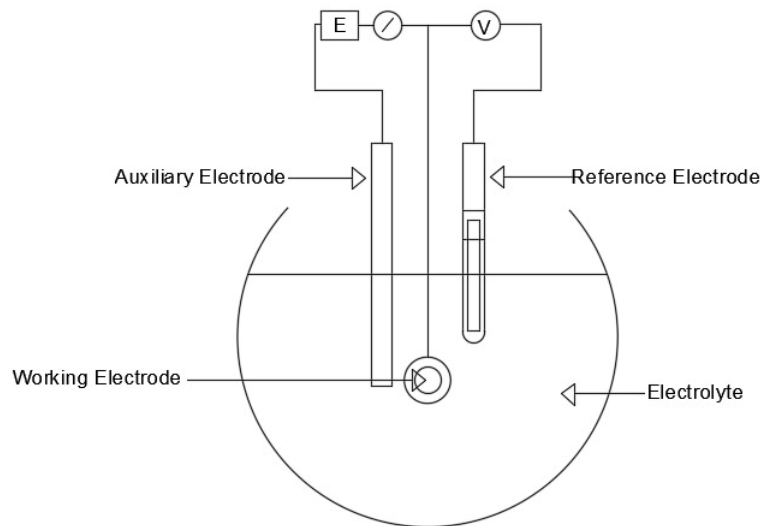 E
V
Auxiliary Electrode
Reference Electrode
Working Electrode
Electrolyte